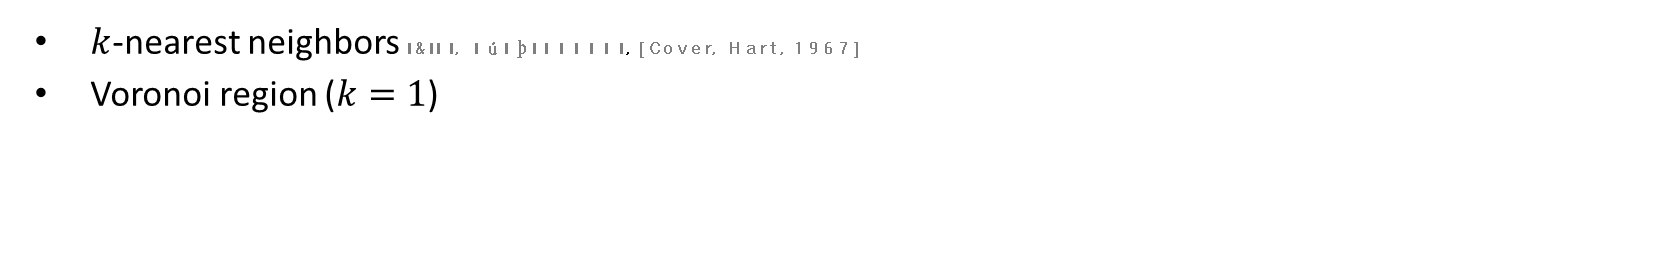 • 𝑘-nearest neighbors [Cover, Hart, 1967]
• Voronoi region (𝑘 = 1)